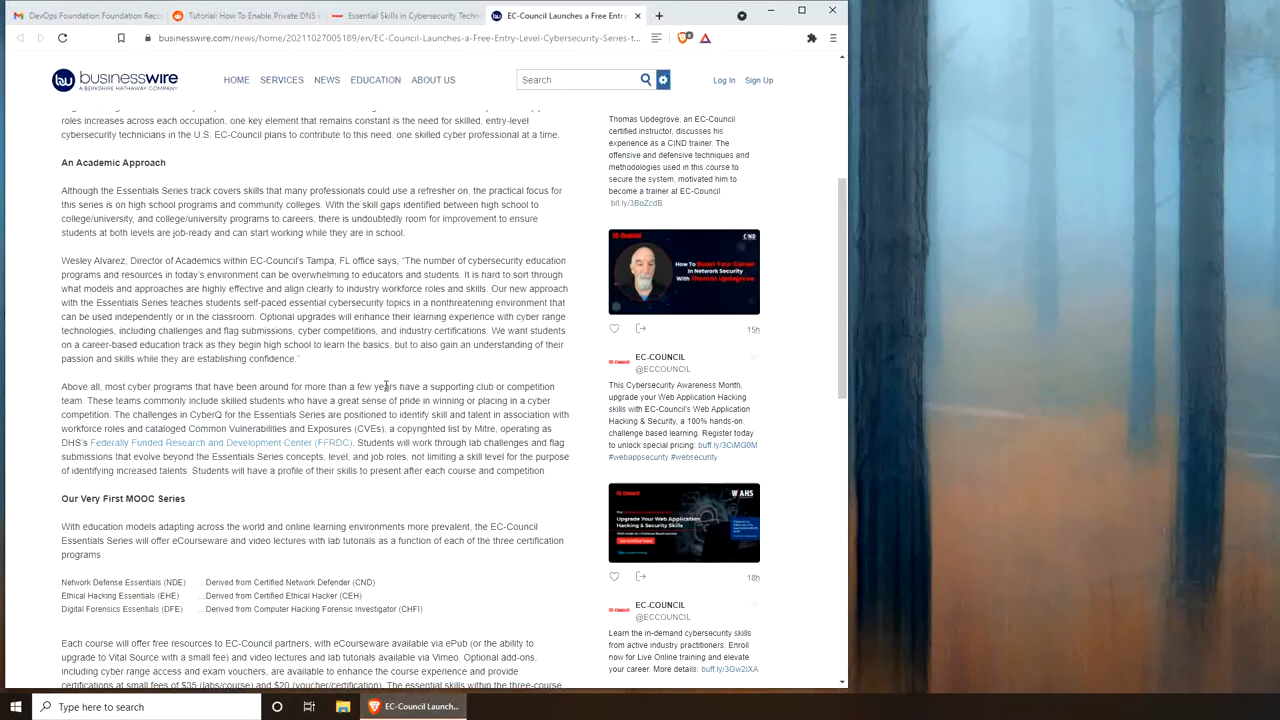 DevOps Foundation Foundation Reco
Tutorial: How To Enable Private DNS i
Essential Skills in Cybersecurity Techn
EC-Council Launches a Free Entry
businesswire.com/news/home/20211027005189/en/EC-Council-Launches-a-Free-Entry-Level-Cybersecurity-Series-t...
businesswire
A BERKSHIRE HATHAWAY COMPANY
HOME SERVICES NEWS EDUCATION ABOUT US
Search
Log In Sign Up
roles increases across each occupation, one key element that remains constant is the need for skilled, entry-level
cybersecurity technicians in the U.S. EC-Council plans to contribute to this need, one skilled cyber professional at a time.
An Academic Approach
Although the Essentials Series track covers skills that many professionals could use a refresher on, the practical focus for
this series is on high school programs and community colleges. With the skill gaps identified between high school to
college/university, and college/university programs to careers, there is undoubtedly room for improvement to ensure
students at both levels are job-ready and can start working while they are in school.
Wesley Alvarez, Director of Academics within EC-Council's Tampa, FL office says, "The number of cybersecurity education
programs and resources in today's environment can be overwhelming to educators and students. It is hard to sort through
what models and approaches are highly effective and align clearly to industry workforce roles and skills. Our new approach
with the Essentials Series teaches students self-paced essential cybersecurity topics in a nonthreatening environment that
can be used independently or in the classroom. Optional upgrades will enhance their learning experience with cyber range
technologies, including challenges and flag submissions, cyber competitions, and industry certifications. We want students
on a career-based education track as they begin high school to learn the basics, but to also gain an understanding of their
passion and skills while they are establishing confidence."
Above all, most cyber programs that have been around for more than a few years have a supporting club or competition
team. These teams commonly include skilled students who have a great sense of pride in winning or placing in a cyber
competition. The challenges in CyberQ for the Essentials Series are positioned to identify skill and talent in association with
workforce roles and cataloged Common Vulnerabilities and Exposures (CVEs), a copyrighted list by Mitre, operating as
DHS's Federally Funded Research and Development Center (FFRDC). Students will work through lab challenges and flag
submissions that evolve beyond the Essentials Series concepts, level, and job roles, not limiting a skill level for the purpose
of identifying increased talents. Students will have a profile of their skills to present after each course and competition.
Our Very First MOOC Series
With education models adapting across the world and online learning environments more prevalent, the EC-Council
Essentials Series will offer eCourseware and video lectures with lab tutorials as a function of each of the three certification
programs
Network Defense Essentials (NDE) ...Derived from Certified Network Defender (CND)
Ethical Hacking Essentials (EHE) ...Derived from Certified Ethical Hacker (CEH)
Digital Forensics Essentials (DFE) ...Derived from Computer Hacking Forensic Investigator (CHFI)
Each course will offer free resources to EC-Council partners, with eCourseware available via ePub (or the ability to
upgrade to Vital Source with a small fee) and video lectures and lab tutorials available via Vimeo. Optional add-ons,
including cyber range access and exam vouchers, are available to enhance the course experience and provide
certifications at small fees of $35 (labs/course) and $20 (voucher/certification). The essential skills within the three-course
Thomas Updegrove, an EC-Council
certified instructor, discusses his
experience as a C|ND trainer. The
offensive and defensive techniques and
methodologies used in this course to
secure the system, motivated him to
become a trainer at EC-Council
bit.ly/3BoZcdB
EC-Council
C|ND
How To Boost Your Career
In Network Security
With Thomas Updegrove
15h
EC-COUNCIL
@ECCOUNCIL
This Cybersecurity Awareness Month,
upgrade your Web Application Hacking
skills with EC-Council's Web Application
Hacking & Security, a 100% hands-on,
challenge based learning. Register today
to unlock special pricing: buff.ly/3CiMG0M
#webappsecurity #websecurity
EC-Council
W|AHS
Upgrade Your Web Application
Hacking & Security Skills
18h
EC-COUNCIL
@ECCOUNCIL
Learn the in-demand cybersecurity skills
from active industry practitioners. Enroll
now for Live Online training and elevate
your career. More details: buff.ly/3Gw2iXA
Type here to search
EC-Council Launch...